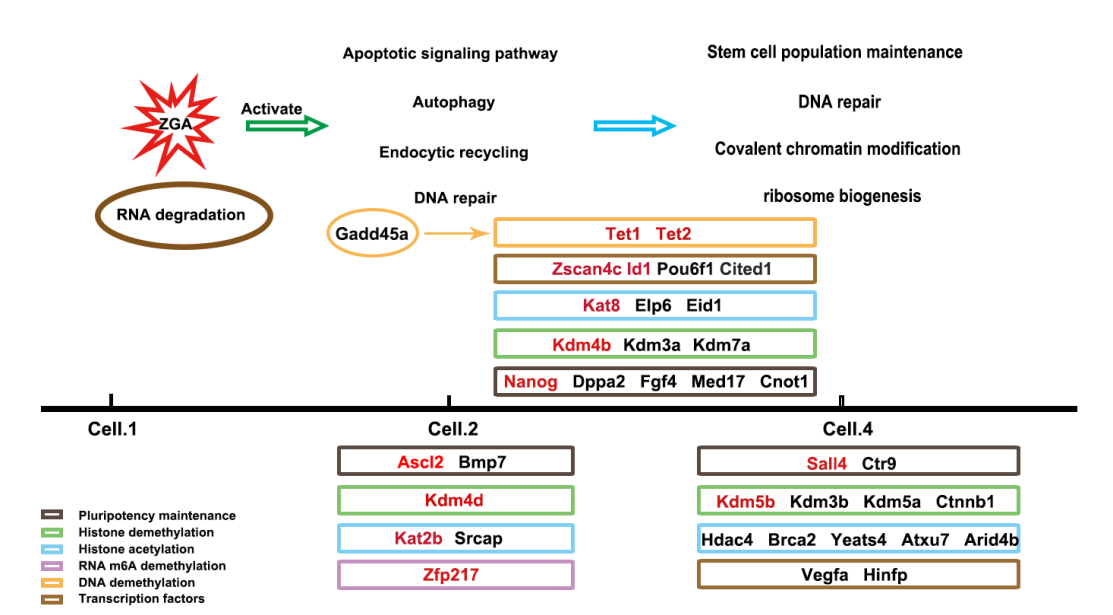 Apoptotic signaling pathway
Stem cell population maintenance
Autophagy
DNA repair
ZGA
Activate
Endocytic recycling
Covalent chromatin modification
DNA repair
ribosome biogenesis
RNA degradation
Gadd45a
Tet1 Tet2
Zscan4c Id1 Pou6f1 Cited1
Kat8 Elp6 Eid1
Kdm4b Kdm3a Kdm7a
Nanog Dppa2 Fgf4 Med17 Cnot1
Cell.1
Cell.2
Cell.4
Ascl2 Bmp7
Kdm4d
Kat2b Srcap
Zfp217
Sall4 Ctr9
Kdm5b Kdm3b Kdm5a Ctnnb1
Hdac4 Brca2 Yeats4 Atxu7 Arid4b
Vegfa Hinfp
Pluripotency maintenance
Histone demethylation
Histone acetylation
RNA m6A demethylation
DNA demethylation
Transcription factors